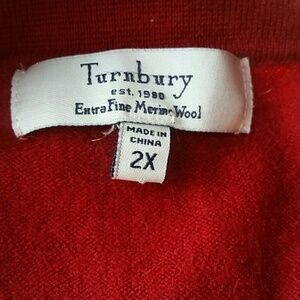 Turnbury
est. 1980
Extra Fine Merino Wool
MADE IN
CHINA
2X